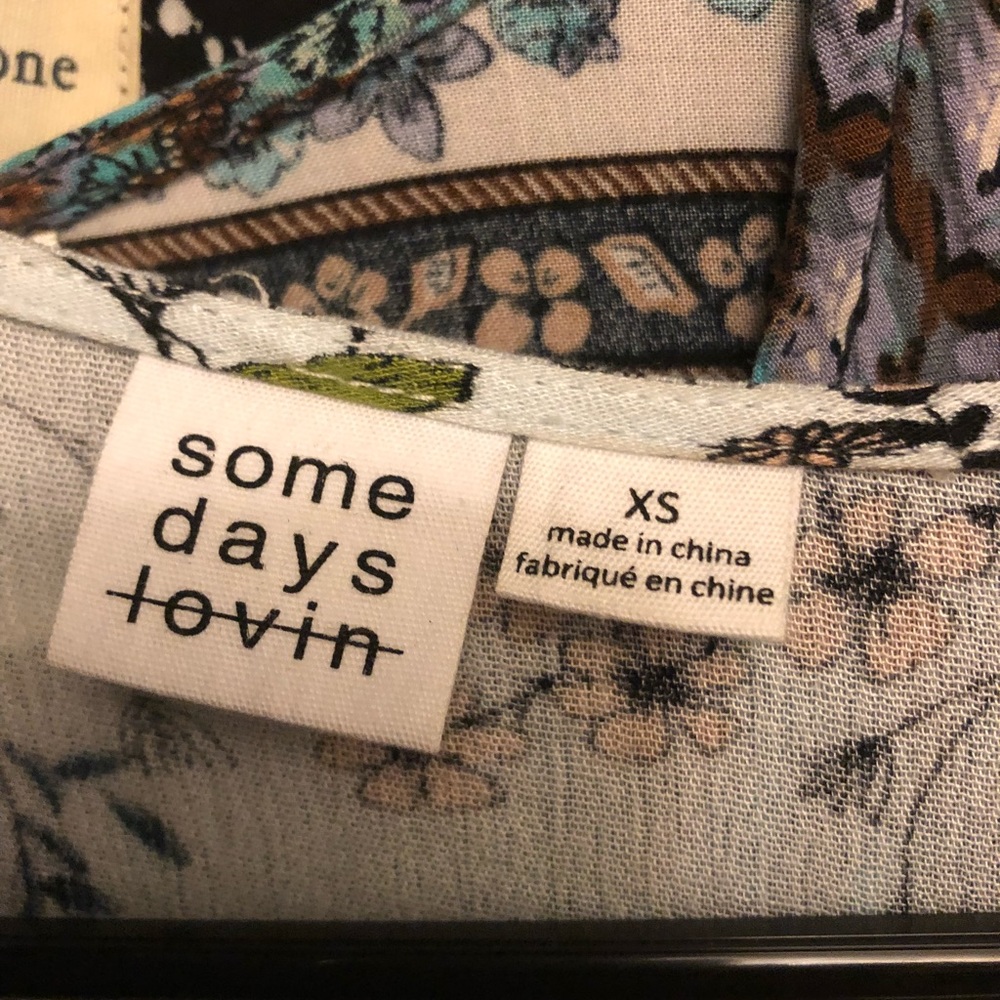 one
some
days
lovin
XS
made in china
fabriqué en chine